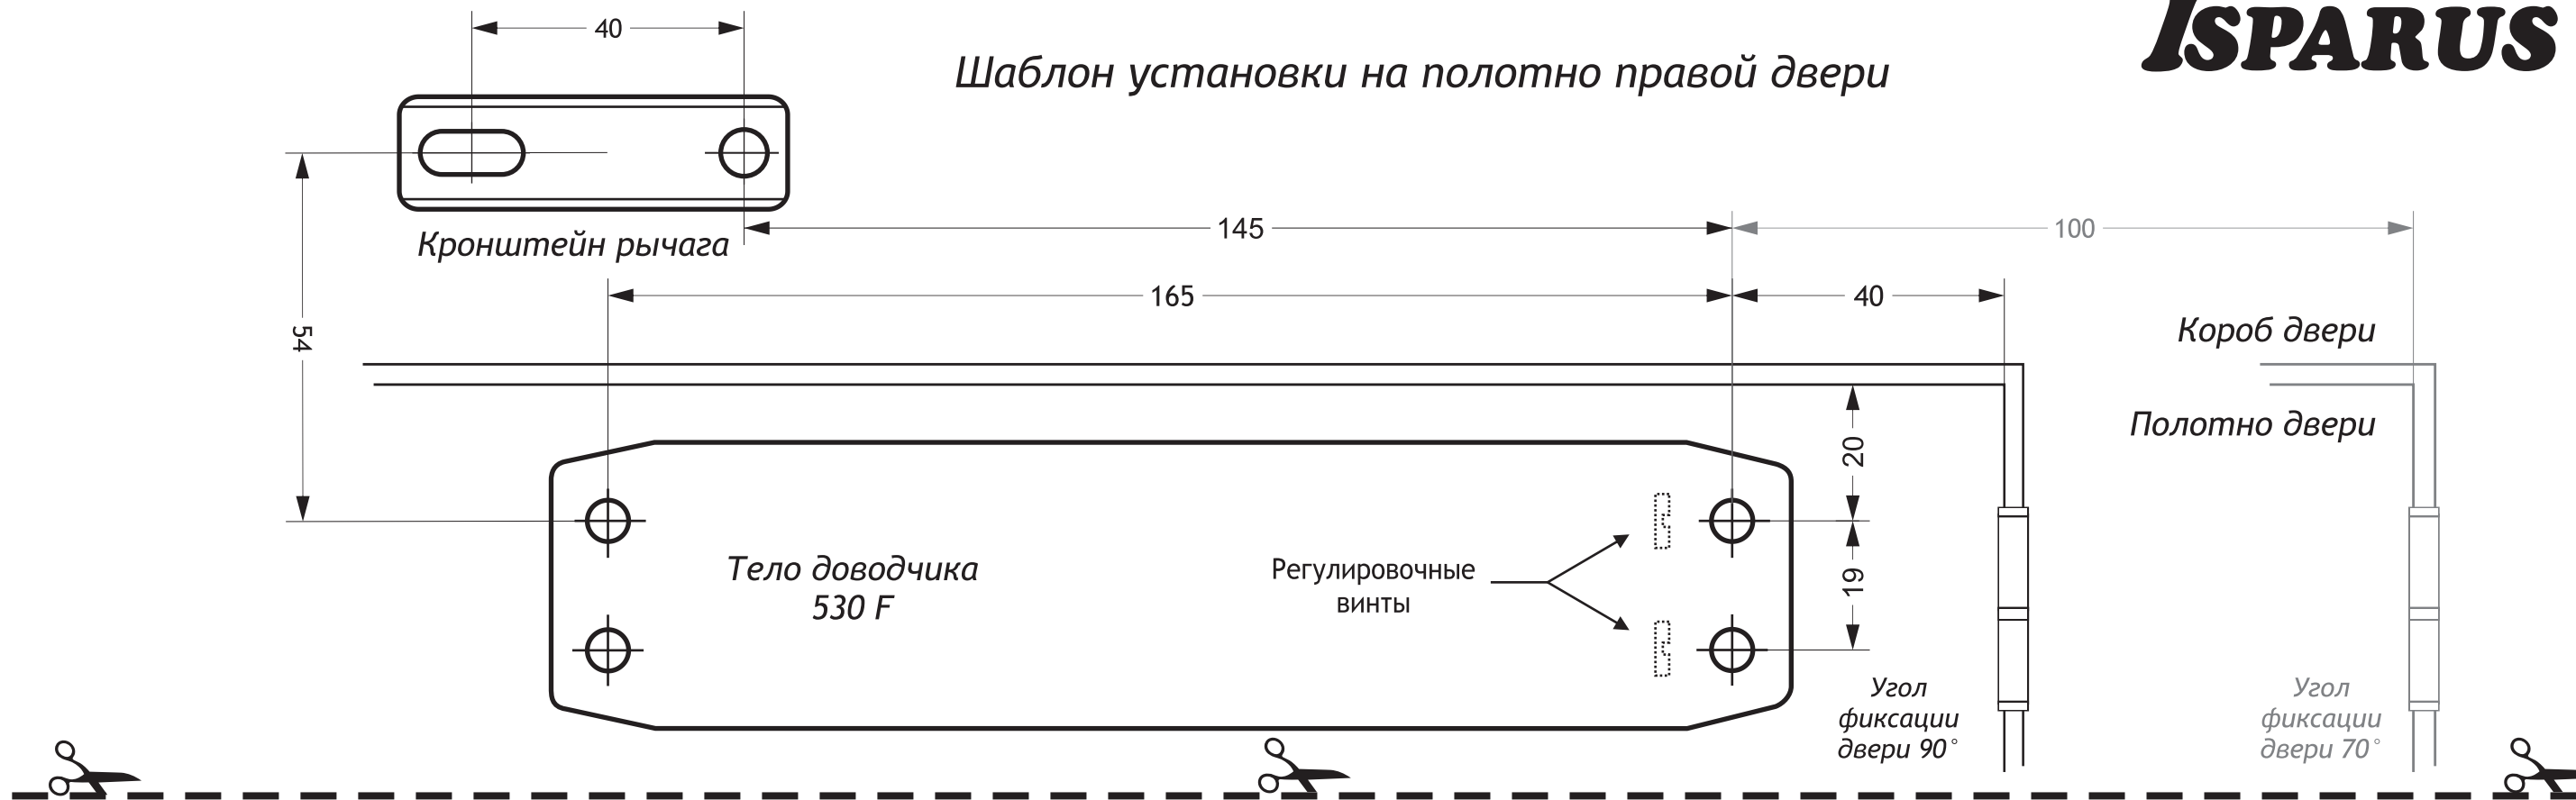 ISPARUS
40
Шаблон установки на полотно правой двери
Кронштейн рычага
145
100
165
40
54
Короб двери
Полотно двери
20
19
Тело доводчика
530 F
Регулировочные
винты
Угол
фиксации
двери 90°
Угол
фиксации
двери 70°